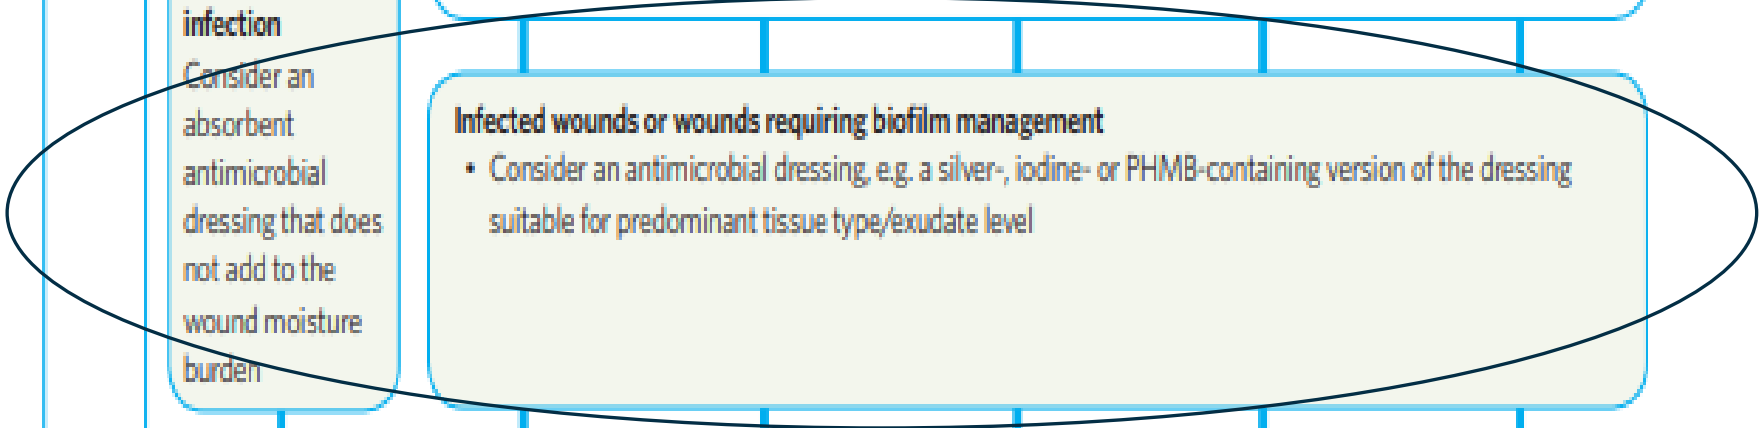 infection
Consider an
absorbent
antimicrobial
dressing that does
not add to the
wound moisture
burden
Infected wounds or wounds requiring biofilm management
• Consider an antimicrobial dressing, e.g. a silver-, iodine- or PHMB-containing version of the dressing
suitable for predominant tissue type/exudate level